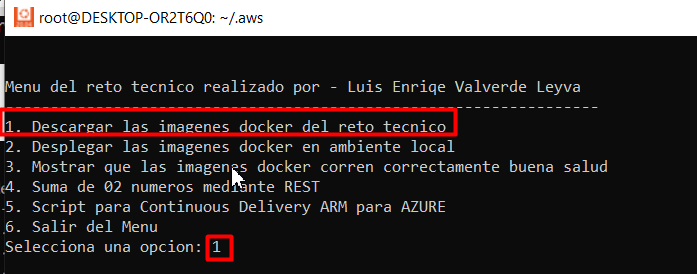 root@DESKTOP-OR2T6Q0: ~/.aws
Menu del reto tecnico realizado por - Luis Enriqe Valverde Leyva
----------------------------------------------------------------
1. Descargar las imagenes docker del reto tecnico
2. Desplegar las imagenes docker en ambiente local
3. Mostrar que las imagenes docker corren correctamente buena salud
4. Suma de 02 numeros mediante REST
5. Script para Continuous Delivery ARM para AZURE
6. Salir del Menu
Selecciona una opcion: 1